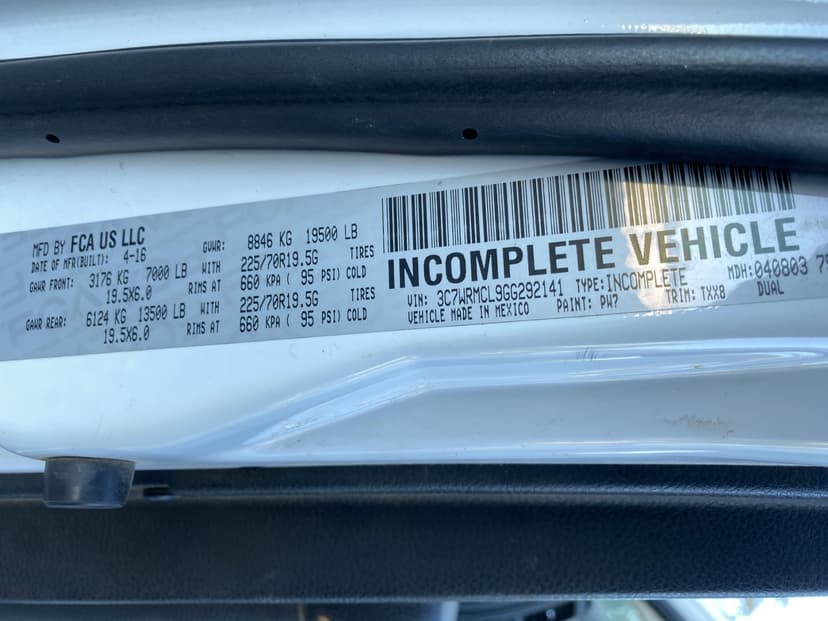 MFD BY FCA US LLC
DATE OF MFR(BUILT): 4-16 GVWR: 8846 KG 19500 LB
GAWR FRONT: 3176 KG 7000 LB WITH 225/70R19.5G TIRES
19.5X6.0 RIMS AT 660 KPA ( 95 PSI) COLD
GAWR REAR: 6124 KG 13500 LB WITH 225/70R19.5G TIRES
19.5X6.0 RIMS AT 660 KPA ( 95 PSI) COLD
INCOMPLETE VEHICLE
VIN: 3C7WRMCL9GG292141 TYPE: INCOMPLETE MDH: 040803
VEHICLE MADE IN MEXICO PAINT: PW7 TRIM: TXX8 DUAL